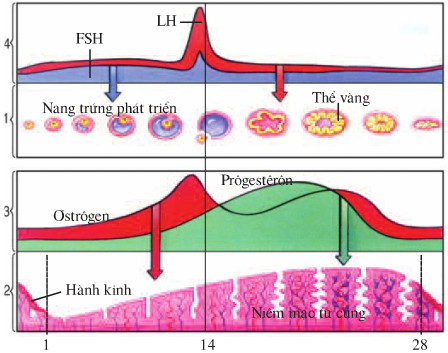 LH
FSH
4
Nang trứng phát triển
Thể vàng
1
Prôgestêrôn
Ơstrôgen
3
Hành kinh
2
Niêm mạc tử cung
1
14
28